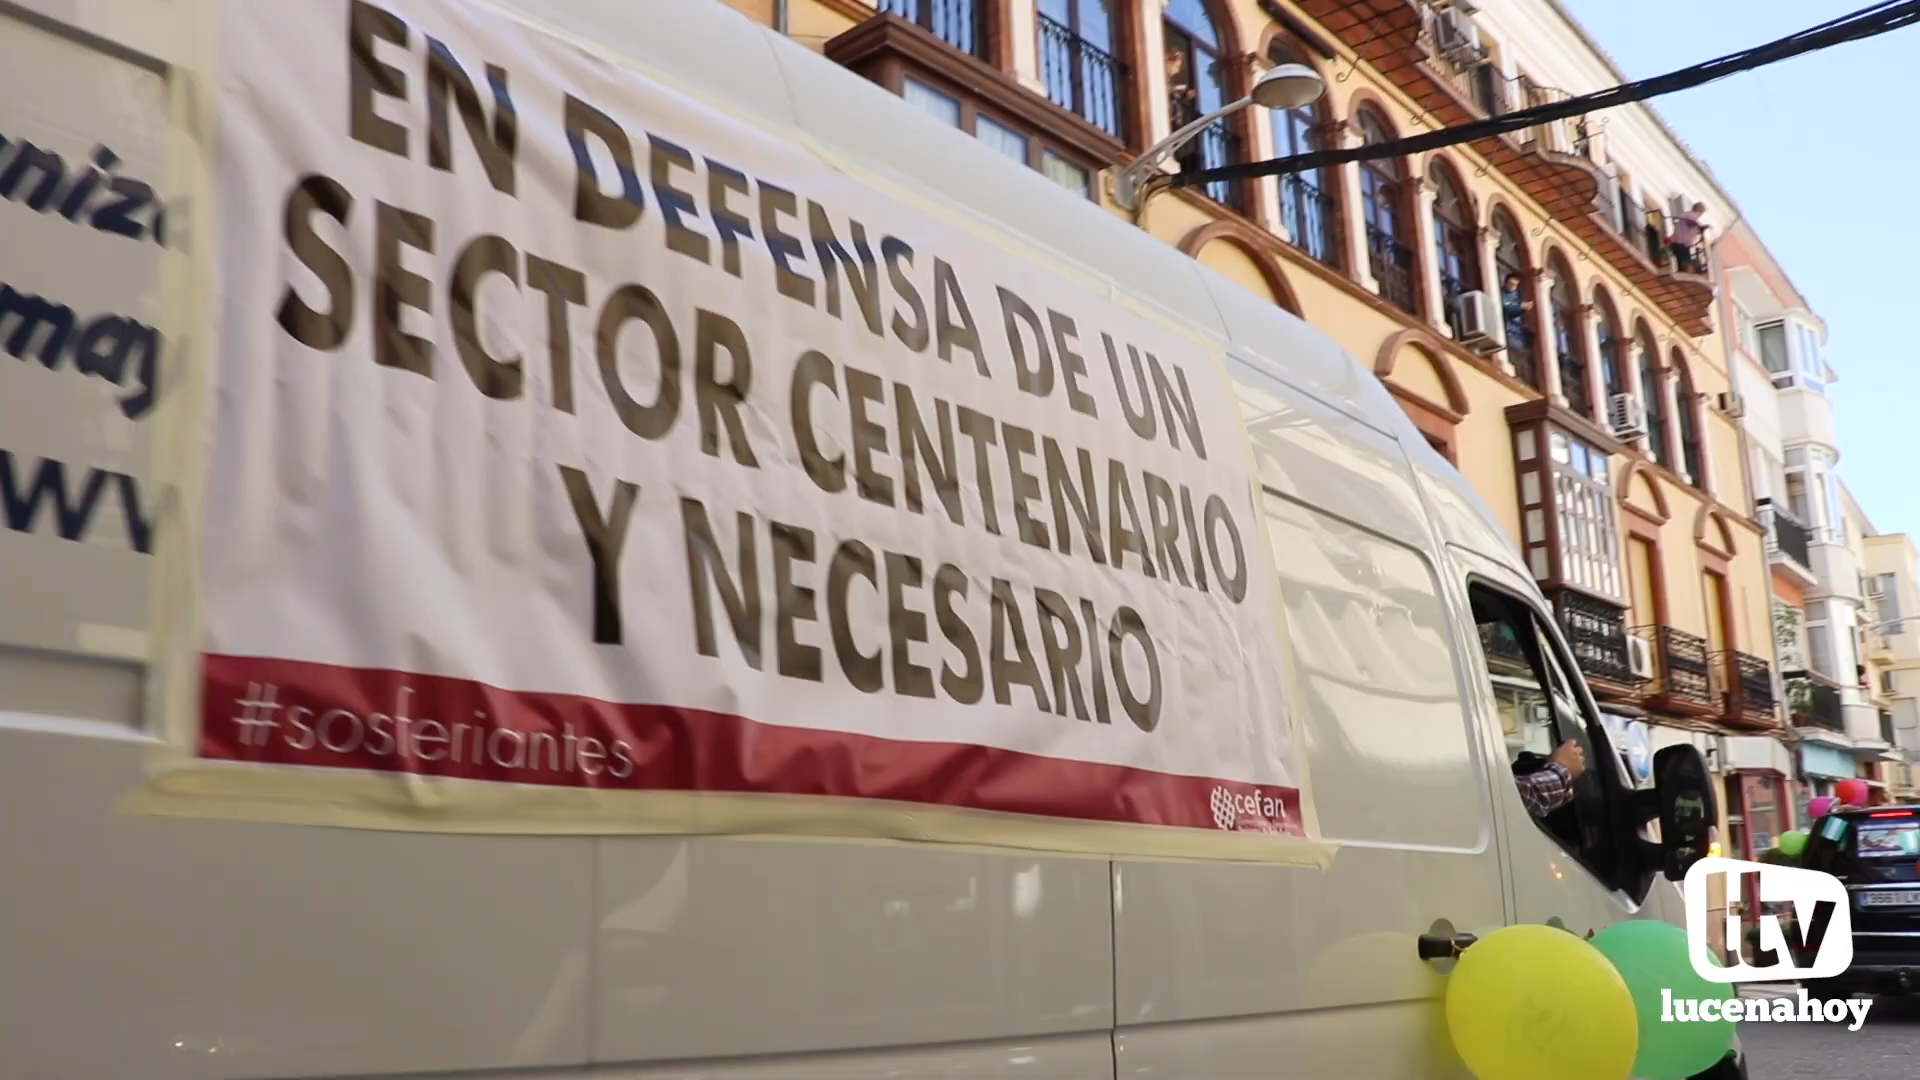 EN DEFENSA DE UN
SECTOR CENTENARIO
Y NECESARIO
#sosferiantes
cefan
ltv
lucenahoy